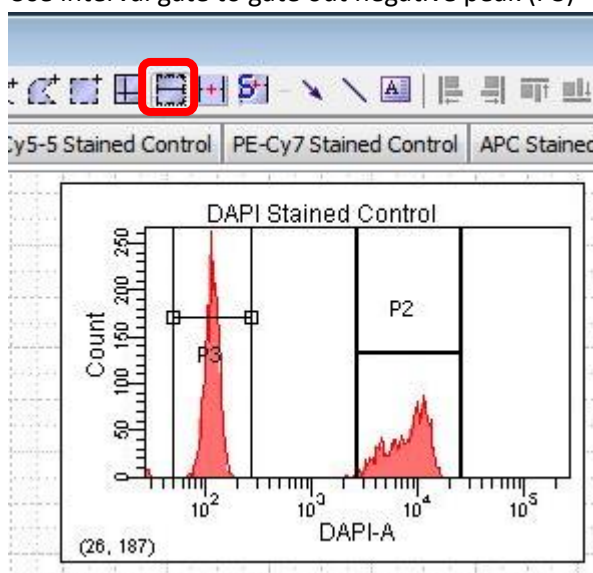 Use interval gate to gate out negative peak (P3)
Cy5-5 Stained Control
PE-Cy7 Stained Control
APC Stained
DAPI Stained Control
Count
250
200
150
100
50
0
P3
P2
10²
10³
10⁴
10⁵
DAPI-A
(26, 187)